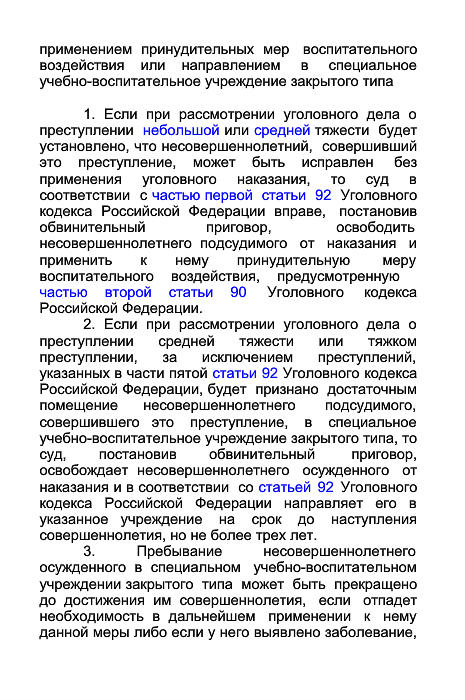 применением принудительных мер воспитательного
воздействия или направлением в специальное
учебно-воспитательное учреждение закрытого типа
1. Если при рассмотрении уголовного дела о
преступлении небольшой или средней тяжести будет
установлено, что несовершеннолетний, совершивший
это преступление, может быть исправлен без
применения уголовного наказания, то суд в
соответствии с частью первой статьи 92 Уголовного
кодекса Российской Федерации вправе, постановив
обвинительный приговор, освободить
несовершеннолетнего подсудимого от наказания и
применить к нему принудительную меру
воспитательного воздействия, предусмотренную
частью второй статьи 90 Уголовного кодекса
Российской Федерации.
2. Если при рассмотрении уголовного дела о
преступлении средней тяжести или тяжком
преступлении, за исключением преступлений,
указанных в части пятой статьи 92 Уголовного кодекса
Российской Федерации, будет признано достаточным
помещение несовершеннолетнего подсудимого,
совершившего это преступление, в специальное
учебно-воспитательное учреждение закрытого типа, то
суд, постановив обвинительный приговор,
освобождает несовершеннолетнего осужденного от
наказания и в соответствии со статьей 92 Уголовного
кодекса Российской Федерации направляет его в
указанное учреждение на срок до наступления
совершеннолетия, но не более трех лет.
3. Пребывание несовершеннолетнего
осужденного в специальном учебно-воспитательном
учреждении закрытого типа может быть прекращено
до достижения им совершеннолетия, если отпадет
необходимость в дальнейшем применении к нему
данной меры либо если у него выявлено заболевание,